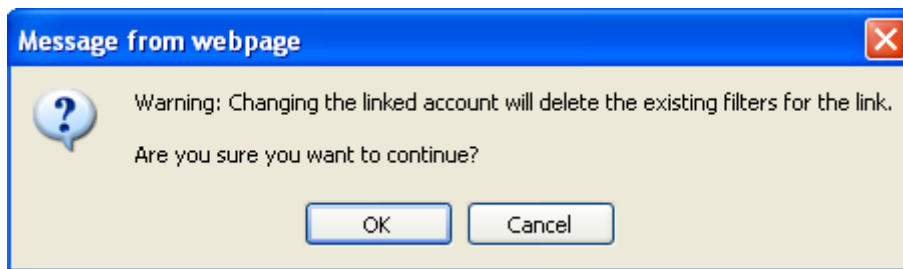 Message from webpage
Warning: Changing the linked account will delete the existing filters for the link.
Are you sure you want to continue?
OK Cancel